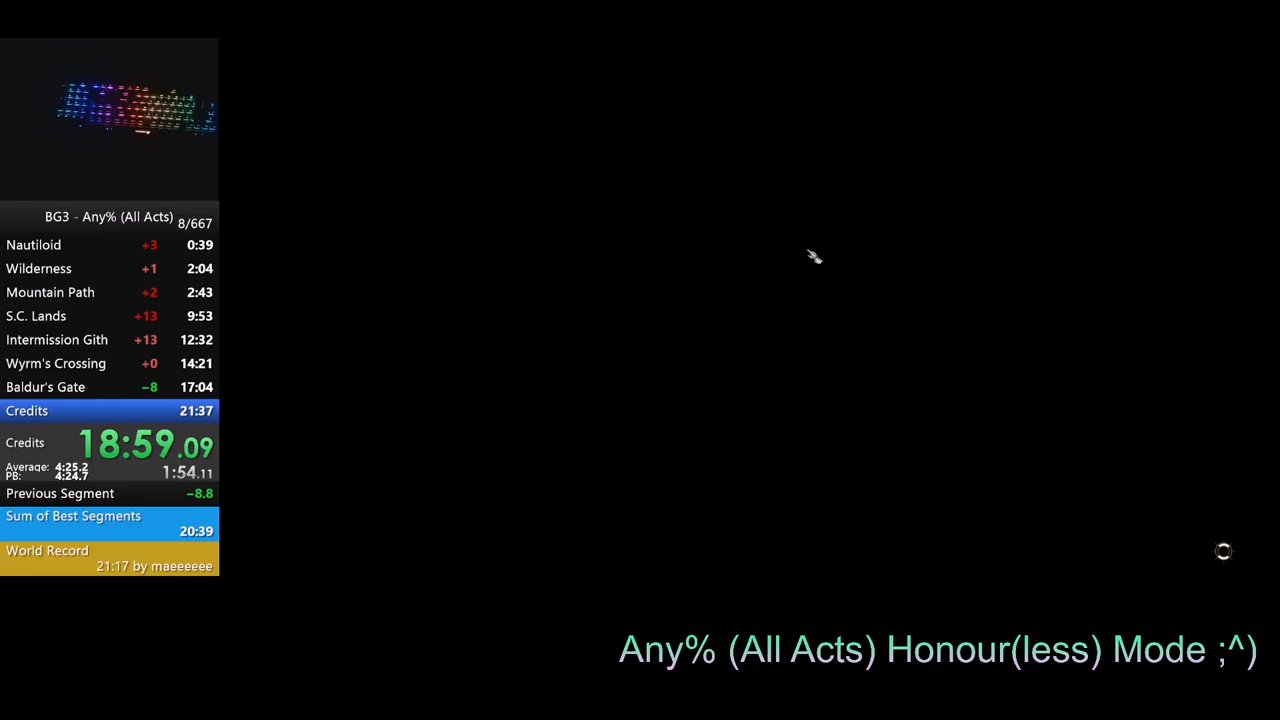 BG3 - Any% (All Acts) 8/667
Nautiloid +3 0:39
Wilderness +1 2:04
Mountain Path +2 2:43
S.C. Lands +13 9:53
Intermission Gith +13 12:32
Wyrm's Crossing +0 14:21
Baldur's Gate −8 17:04
Credits 21:37
Credits 18:59.09
Average: 4:25.2
PB: 4:24.7 1:54.11
Previous Segment −8.8
Sum of Best Segments
20:39
World Record
21:17 by maeeeeee
Any% (All Acts) Honour(less) Mode ;^)